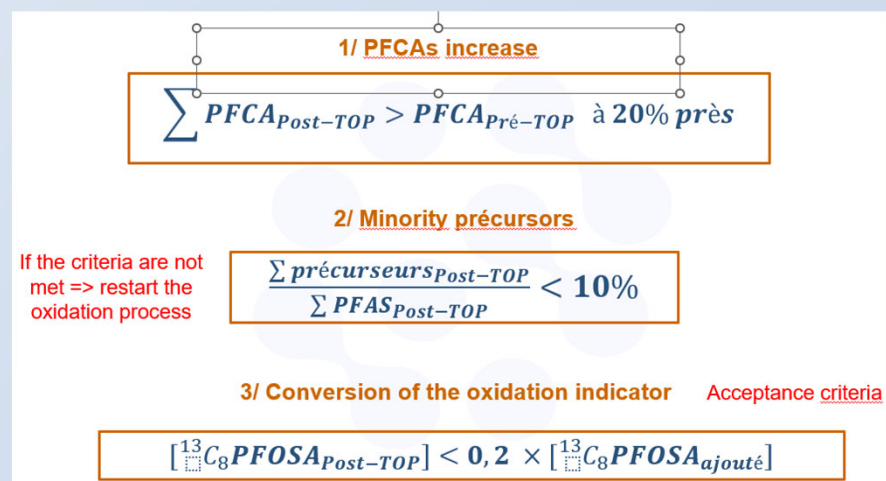 1/ PFCAs increase
∑ PFCA_Post−TOP > PFCA_Pré−TOP à 20% près
2/ Minority précursors
If the criteria are not
met => restart the
oxidation process
∑ précurseurs_Post−TOP / ∑ PFAS_Post−TOP < 10%
3/ Conversion of the oxidation indicator
Acceptance criteria
[¹³C₈PFOSA_Post−TOP] < 0, 2 × [¹³C₈PFOSA_ajouté]